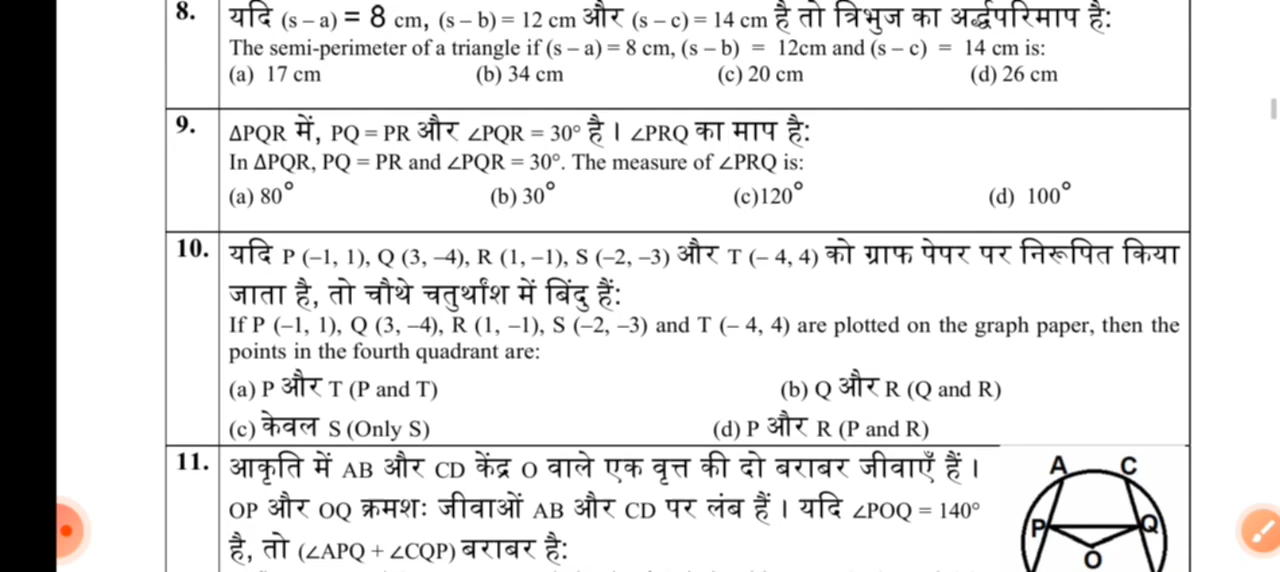 8. यदि (s – a) = 8 cm, (s – b) = 12 cm और (s – c) = 14 cm है तो त्रिभुज का अर्द्धपरिमाप है:
The semi-perimeter of a triangle if (s – a) = 8 cm, (s – b) = 12cm and (s – c) = 14 cm is:
(a) 17 cm (b) 34 cm (c) 20 cm (d) 26 cm
9. ΔPQR में, PQ = PR और ∠PQR = 30° है । ∠PRQ का माप है:
In ΔPQR, PQ = PR and ∠PQR = 30°. The measure of ∠PRQ is:
(a) 80° (b) 30° (c)120° (d) 100°
10. यदि P (–1, 1), Q (3, –4), R (1, –1), S (–2, –3) और T (– 4, 4) को ग्राफ पेपर पर निरूपित किया
जाता है, तो चौथे चतुर्थांश में बिंदु हैं:
If P (–1, 1), Q (3, –4), R (1, –1), S (–2, –3) and T (– 4, 4) are plotted on the graph paper, then the
points in the fourth quadrant are:
(a) P और T (P and T) (b) Q और R (Q and R)
(c) केवल S (Only S) (d) P और R (P and R)
11. आकृति में AB और CD केंद्र O वाले एक वृत्त की दो बराबर जीवाएँ हैं ।
OP और OQ क्रमशः जीवाओं AB और CD पर लंब हैं । यदि ∠POQ = 140°
है, तो (∠APQ + ∠CQP) बराबर है:
A C
P Q
O